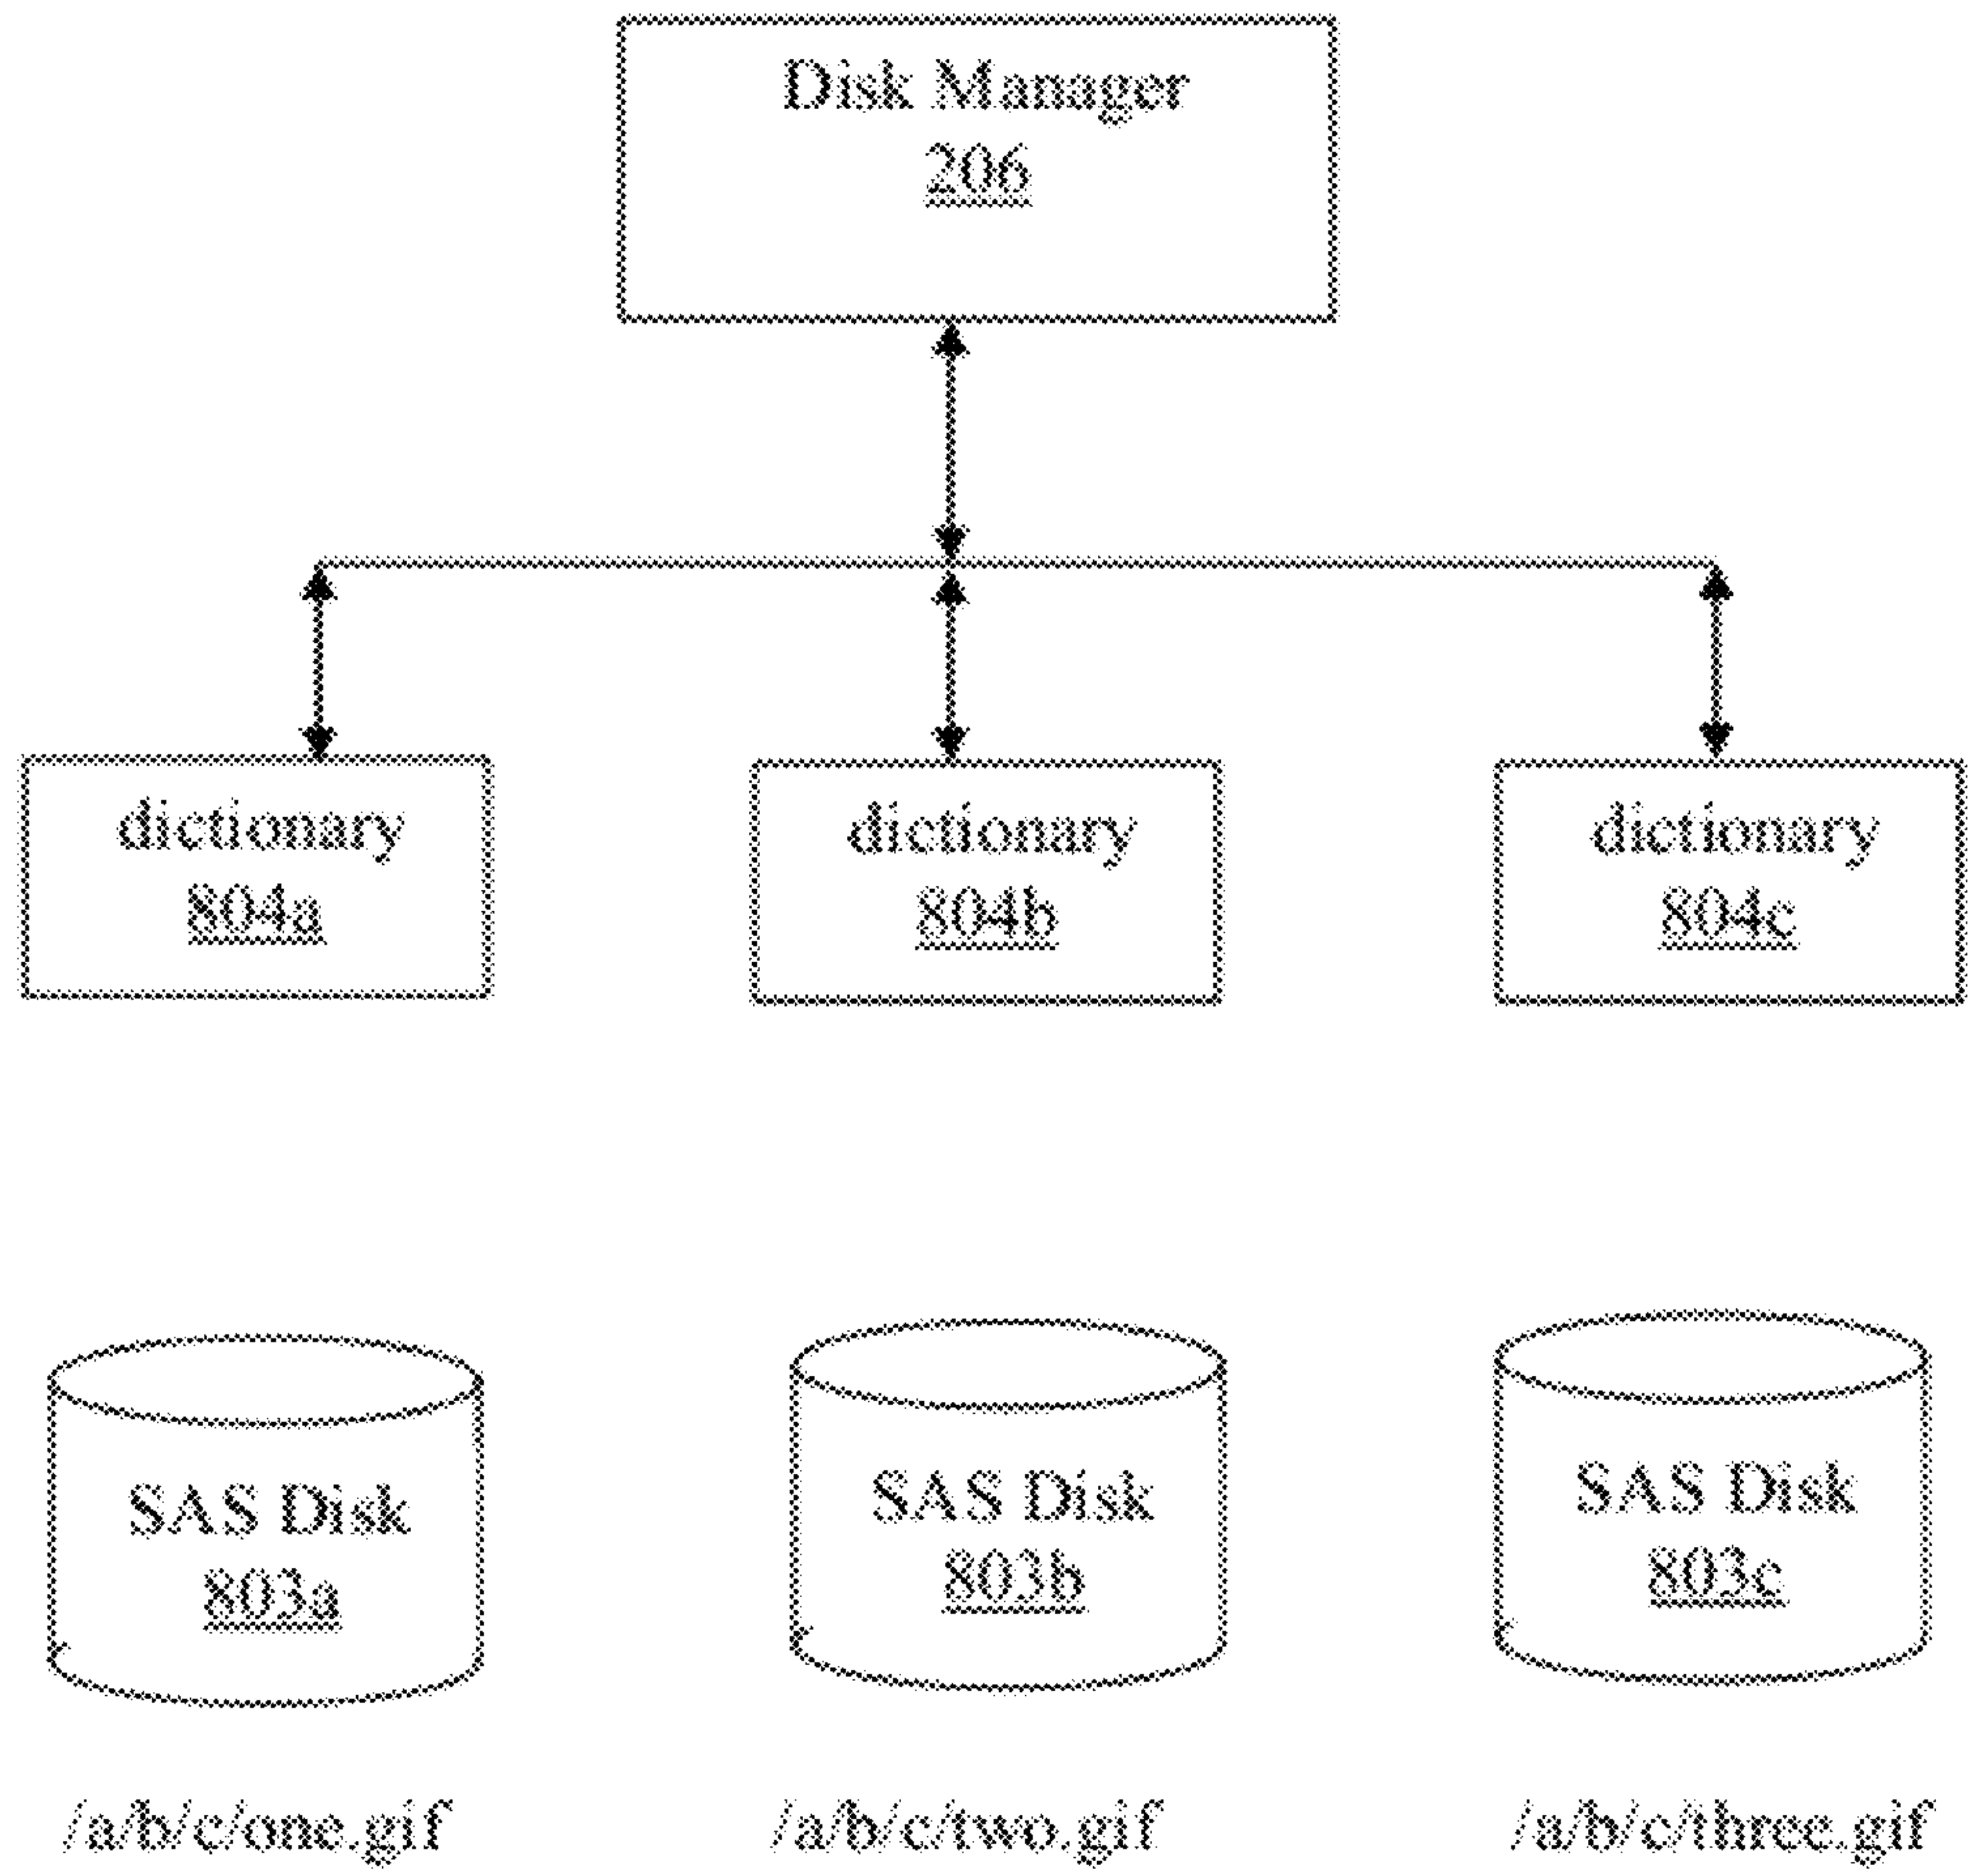 Disk Manager
206
dictionary
804a
dictionary
804b
dictionary
804c
SAS Disk
803a
SAS Disk
803b
SAS Disk
803c
/a/b/c/one.gif
/a/b/c/two.gif
/a/b/c/three.gif